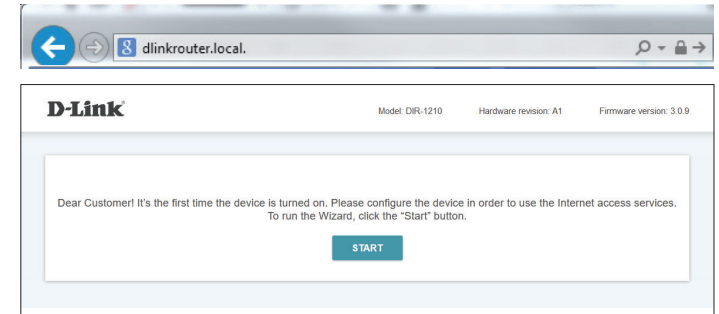 8 dlinkrouter.local.
D-Link
Model: DIR-1210 Hardware revision: A1 Firmware version: 3.0.9
Dear Customer! It's the first time the device is turned on. Please configure the device in order to use the Internet access services.
To run the Wizard, click the "Start" button.
START